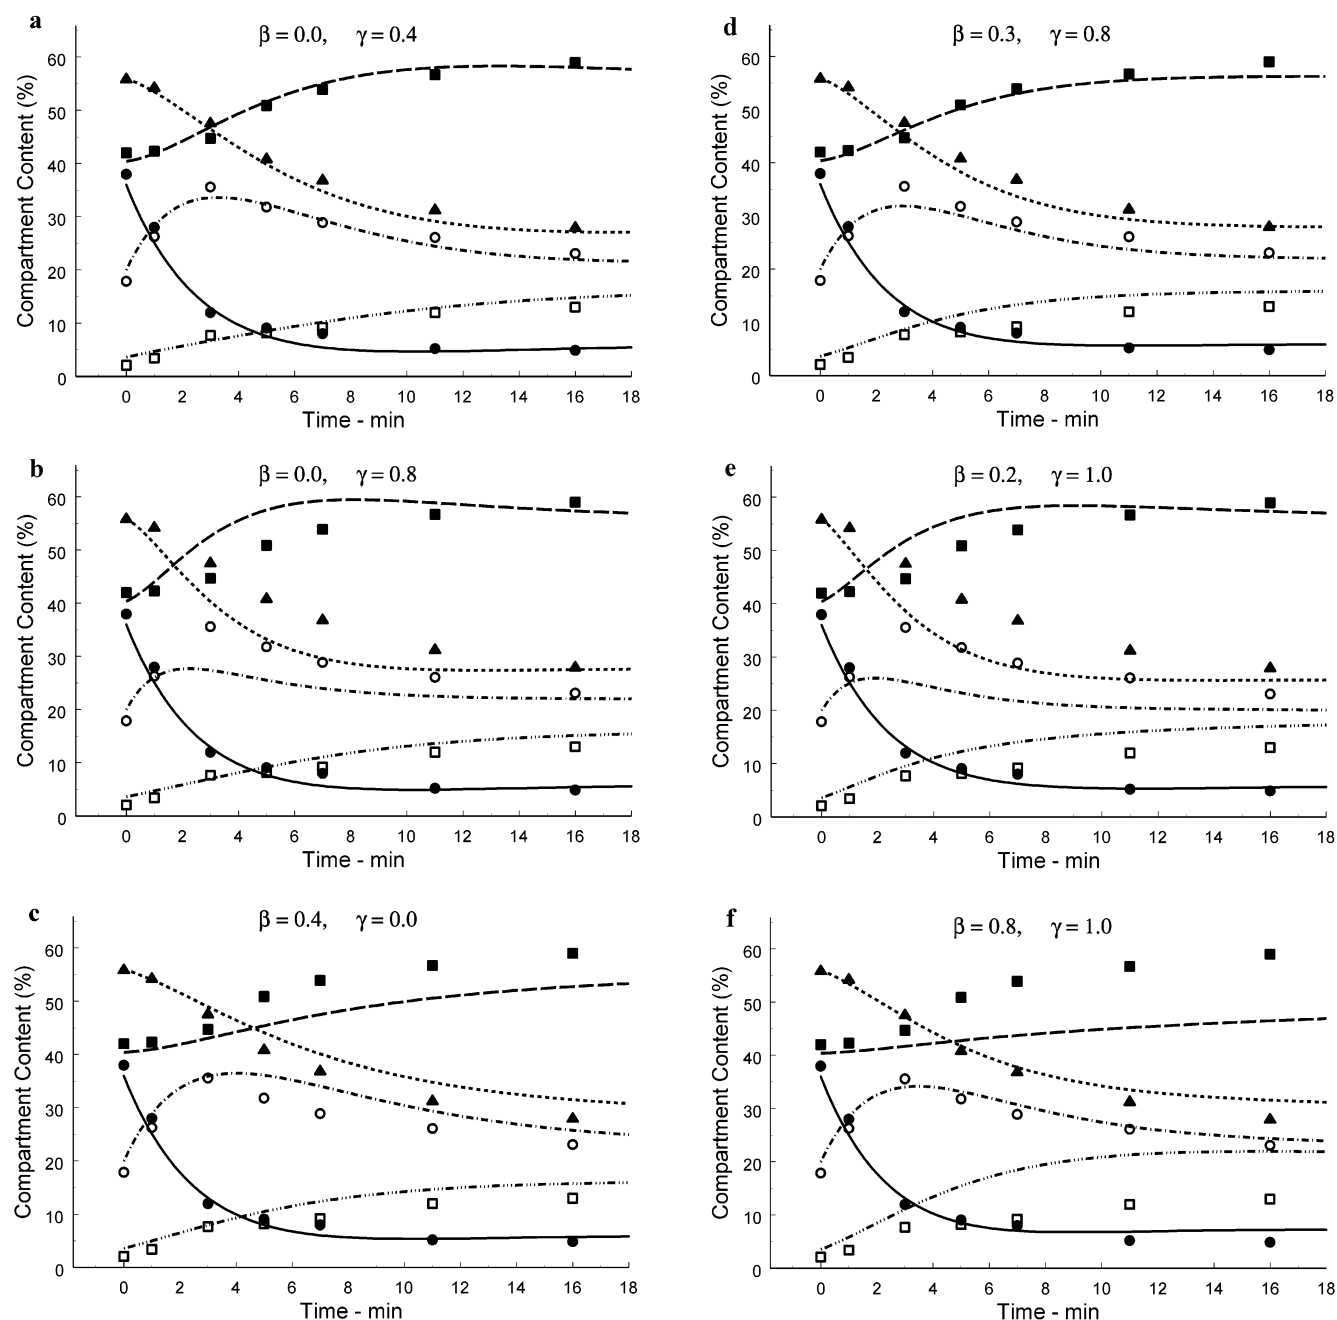 a
β = 0.0, γ = 0.4
Compartment Content (%)
60
50
40
30
20
10
0
0 2 4 6 8 10 12 14 16 18
Time - min
d
β = 0.3, γ = 0.8
Compartment Content (%)
60
50
40
30
20
10
0
0 2 4 6 8 10 12 14 16 18
Time - min
b
β = 0.0, γ = 0.8
Compartment Content (%)
60
50
40
30
20
10
0
0 2 4 6 8 10 12 14 16 18
Time - min
e
β = 0.2, γ = 1.0
Compartment Content (%)
60
50
40
30
20
10
0
0 2 4 6 8 10 12 14 16 18
Time - min
c
β = 0.4, γ = 0.0
Compartment Content (%)
60
50
40
30
20
10
0
0 2 4 6 8 10 12 14 16 18
Time - min
f
β = 0.8, γ = 1.0
Compartment Content (%)
60
50
40
30
20
10
0
0 2 4 6 8 10 12 14 16 18
Time - min